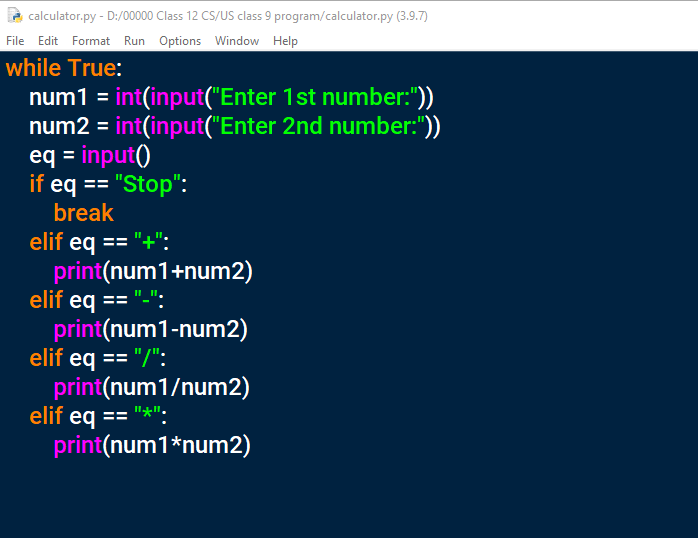 calculator.py - D:/00000 Class 12 CS/US class 9 program/calculator.py (3.9.7)
File Edit Format Run Options Window Help
while True:
    num1 = int(input("Enter 1st number:"))
    num2 = int(input("Enter 2nd number:"))
    eq = input()
    if eq == "Stop":
        break
    elif eq == "+":
        print(num1+num2)
    elif eq == "-":
        print(num1-num2)
    elif eq == "/":
        print(num1/num2)
    elif eq == "*":
        print(num1*num2)